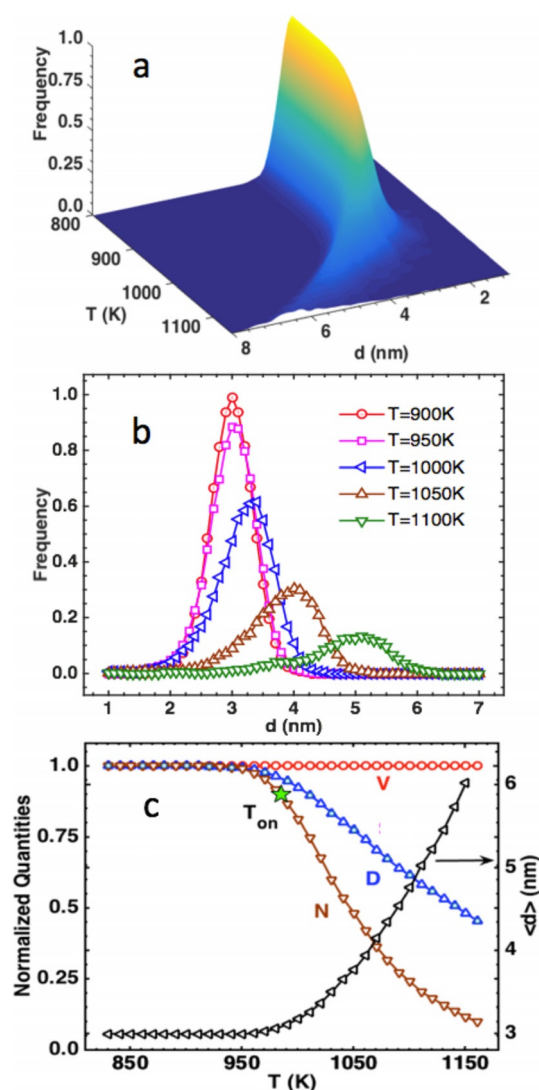 a
1.0
0.75
0.5
0.25
0.0
Frequency
800
900
1000
1100
T (K)
8
6
4
2
d (nm)
b
1.0
0.8
0.6
0.4
0.2
0.0
Frequency
T=900K
T=950K
T=1000K
T=1050K
T=1100K
1 2 3 4 5 6 7
d (nm)
c
1.0
0.75
0.5
0.25
0.0
Normalized Quantities
V
T_on
D
N
6
5
4
3
<d> (nm)
850 950 1050 1150
T (K)